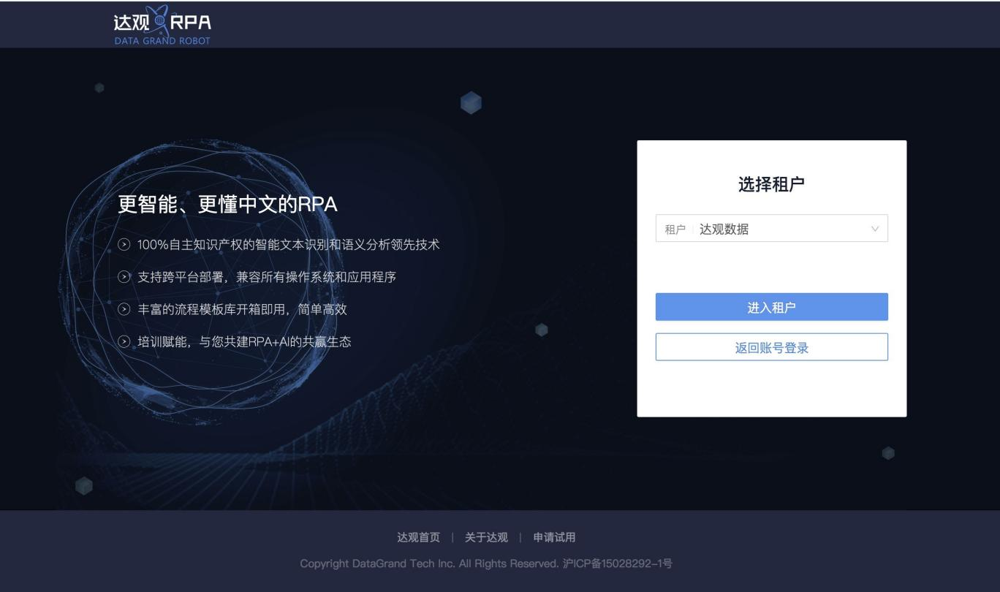 达观 RPA
DATA GRAND ROBOT
更智能、更懂中文的RPA
100%自主知识产权的智能文本识别和语义分析领先技术
支持跨平台部署，兼容所有操作系统和应用程序
丰富的流程模板库开箱即用，简单高效
培训赋能，与您共建RPA+AI的共赢生态
选择租户
租户 达观数据
进入租户
返回账号登录
达观首页 | 关于达观 | 申请试用
Copyright DataGrand Tech Inc. All Rights Reserved. 沪ICP备15028292-1号